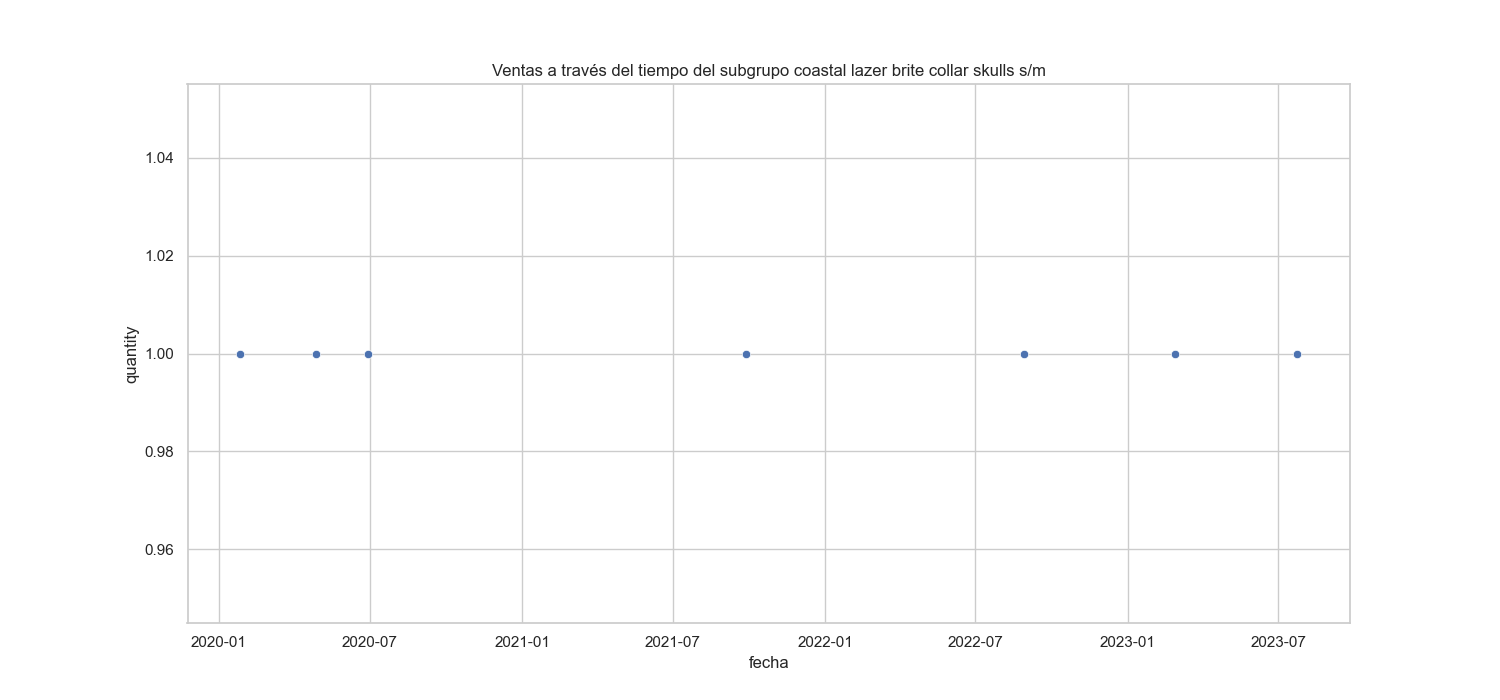 Ventas a través del tiempo del subgrupo coastal lazer brite collar skulls s/m
1.04
1.02
1.00
0.98
0.96
quantity
2020-01 2020-07 2021-01 2021-07 2022-01 2022-07 2023-01 2023-07
fecha